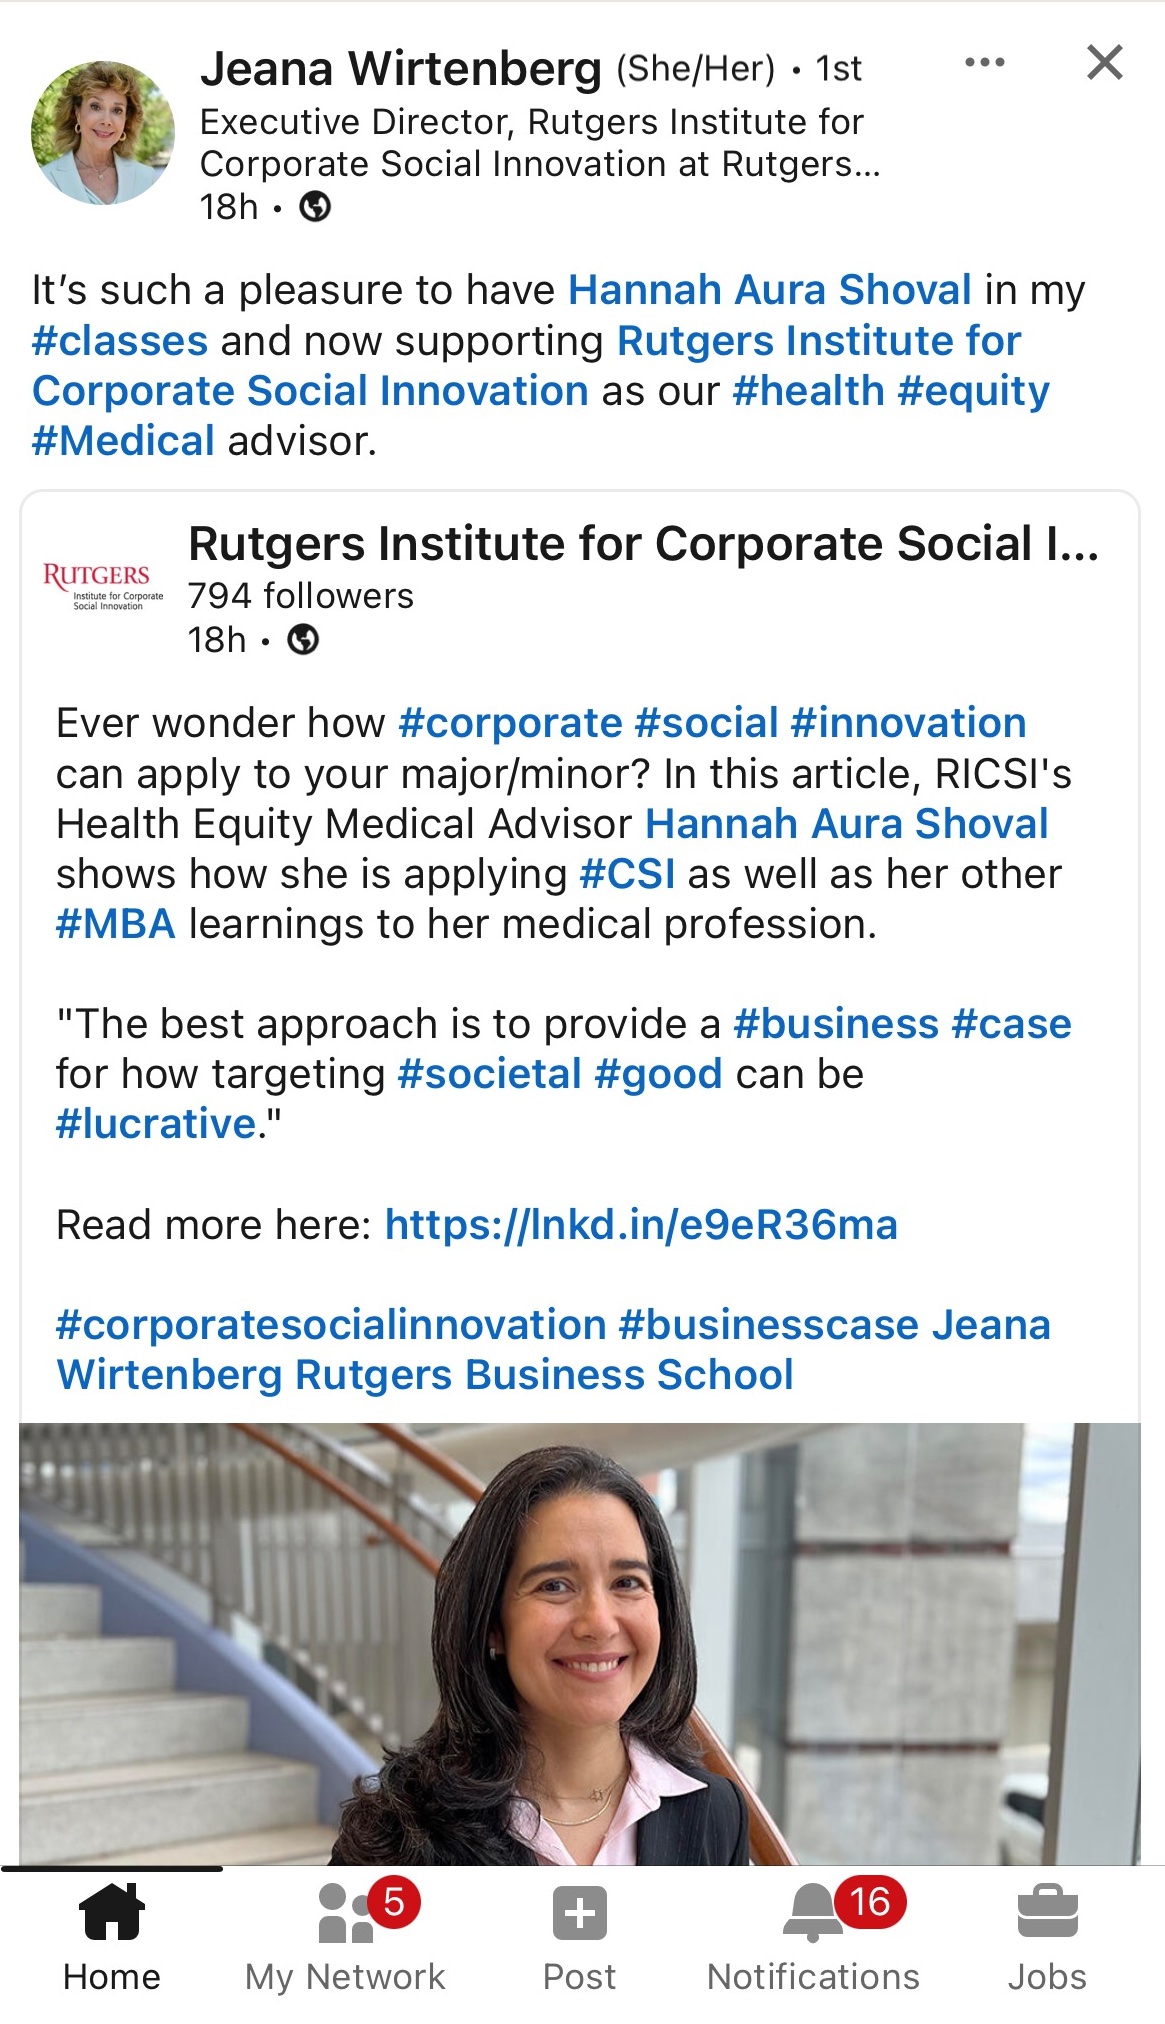 Jeana Wirtenberg (She/Her) • 1st
Executive Director, Rutgers Institute for
Corporate Social Innovation at Rutgers...
18h •
It's such a pleasure to have Hannah Aura Shoval in my
#classes and now supporting Rutgers Institute for
Corporate Social Innovation as our #health #equity
#Medical advisor.
RUTGERS
Institute for Corporate
Social Innovation
Rutgers Institute for Corporate Social I...
794 followers
18h •
Ever wonder how #corporate #social #innovation
can apply to your major/minor? In this article, RICSI's
Health Equity Medical Advisor Hannah Aura Shoval
shows how she is applying #CSI as well as her other
#MBA learnings to her medical profession.
"The best approach is to provide a #business #case
for how targeting #societal #good can be
#lucrative."
Read more here: https://lnkd.in/e9eR36ma
#corporatesocialinnovation #businesscase Jeana
Wirtenberg Rutgers Business School
5
16
Home
My Network
Post
Notifications
Jobs